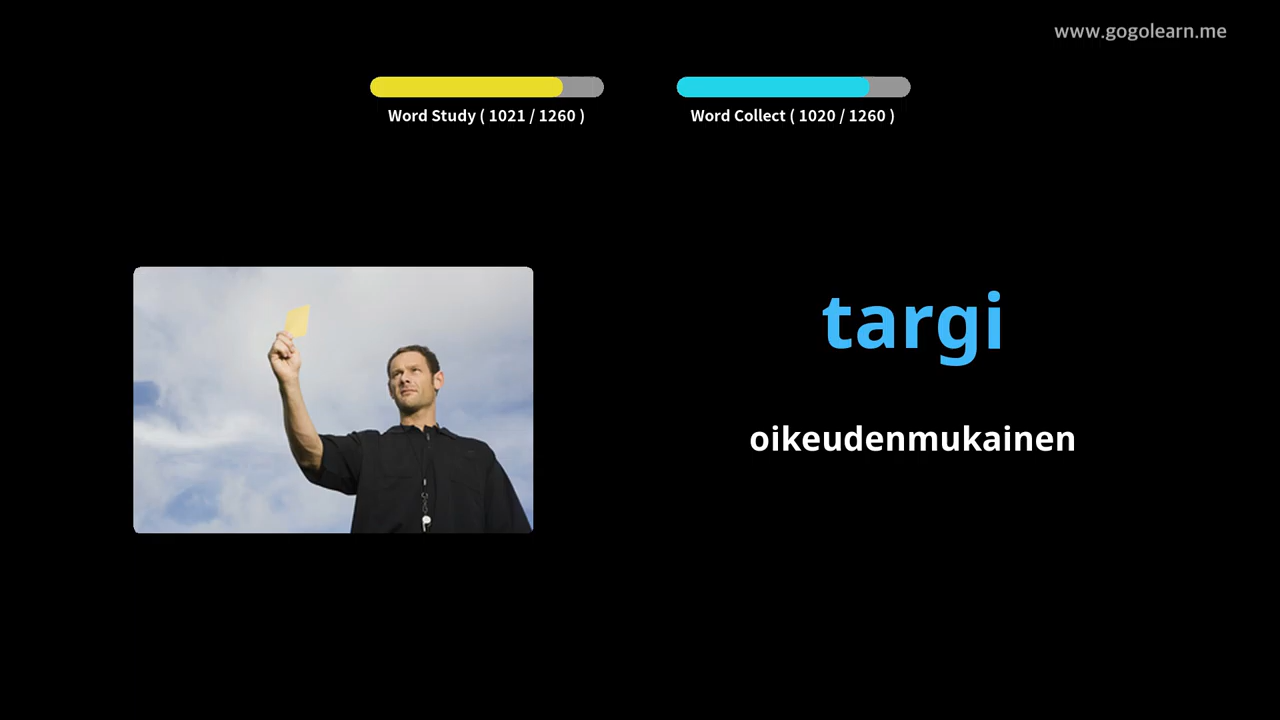 www.gogolearn.me
Word Study ( 1021 / 1260 )
Word Collect ( 1020 / 1260 )
targi
oikeudenmukainen